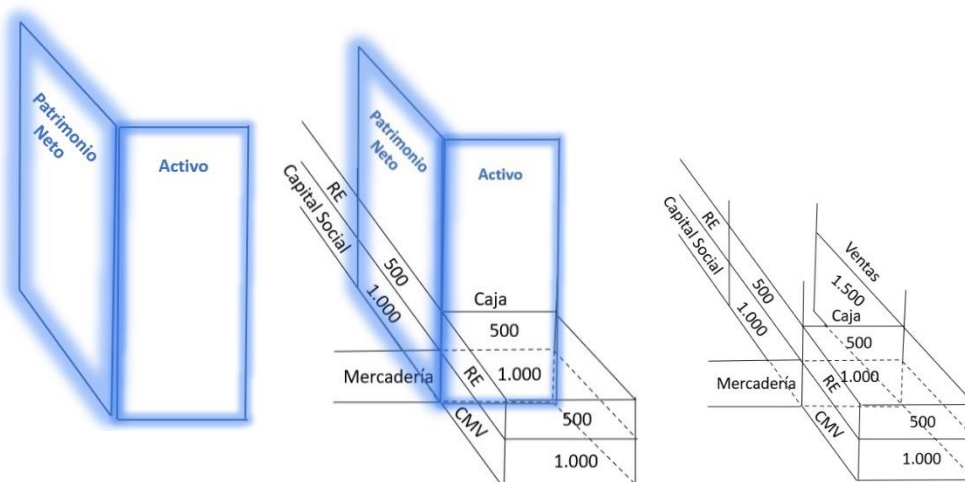 Patrimonio
Neto
Activo
Patrimonio
Neto
Activo
RE
500
Capital Social
1.000
Caja
500
Mercadería
1.000
RE
CMV
500
1.000
RE
500
Capital Social
1.000
Ventas
1.500
Caja
500
Mercadería
1.000
RE
CMV
500
1.000